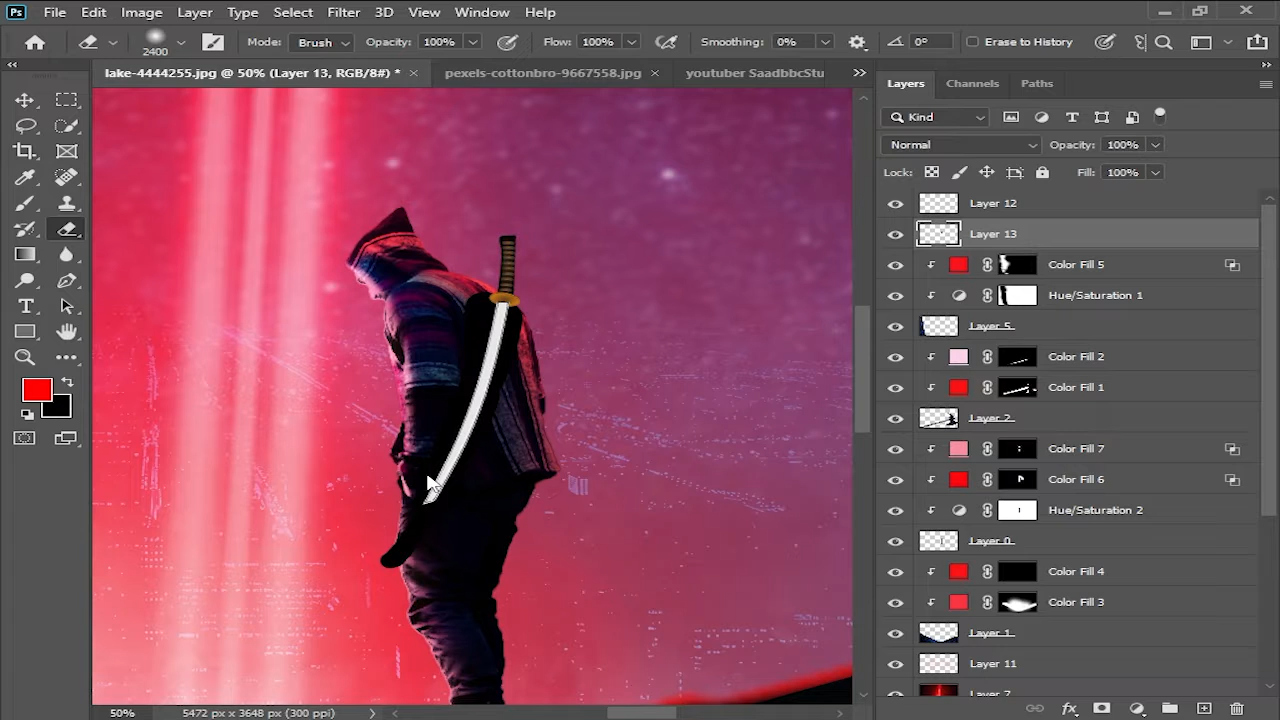 Ps File Edit Image Layer Type Select Filter 3D View Window Help
2400 Mode: Brush Opacity: 100% Flow: 100% Smoothing: 0% 0° Erase to History
lake-4444255.jpg @ 50% (Layer 13, RGB/8#) * × pexels-cottonbro-9667558.jpg × youtuber SaadbbcStu
Layers Channels Paths
Kind
Normal Opacity: 100%
Lock: Fill: 100%
Layer 12
Layer 13
Color Fill 5
Hue/Saturation 1
Layer 5
Color Fill 2
Color Fill 1
Layer 2
Color Fill 7
Color Fill 6
Hue/Saturation 2
Layer 0
Color Fill 4
Color Fill 3
Layer 1
Layer 11
Layer 7
50% 5472 px x 3648 px (300 ppi)